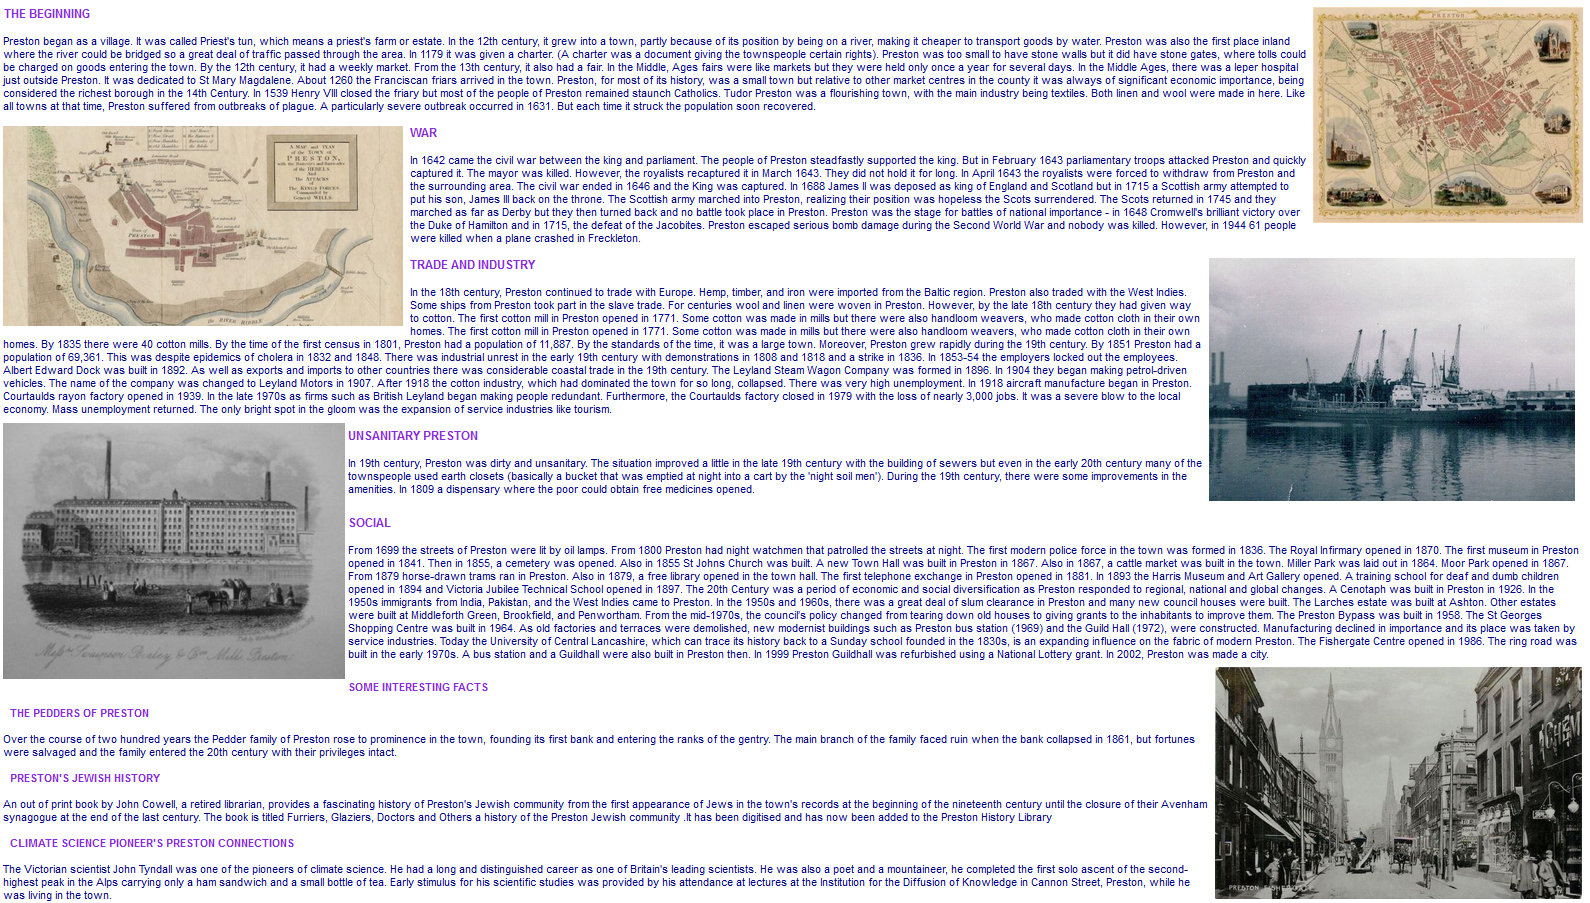 THE BEGINNING
Preston began as a village. It was called Priest's tun, which means a priest's farm or estate. In the 12th century, it grew into a town, partly because of its position by being on a river, making it cheaper to transport goods by water. Preston was also the first place inland
where the river could be bridged so a great deal of traffic passed through the area. In 1179 it was given a charter. (A charter was a document giving the townspeople certain rights). Preston was too small to have stone walls but it did have stone gates, where tolls could
be charged on goods entering the town. By the 12th century, it had a weekly market. From the 13th century, it also had a fair. In the Middle, Ages fairs were like markets but they were held only once a year for several days. In the Middle Ages, there was a leper hospital
just outside Preston. It was dedicated to St Mary Magdalene. About 1260 the Franciscan friars arrived in the town. Preston, for most of its history, was a small town but relative to other market centres in the county it was always of significant economic importance, being
considered the richest borough in the 14th Century. In 1539 Henry VIII closed the friary but most of the people of Preston remained staunch Catholics. Tudor Preston was a flourishing town, with the main industry being textiles. Both linen and wool were made in here. Like
all towns at that time, Preston suffered from outbreaks of plague. A particularly severe outbreak occurred in 1631. But each time it struck the population soon recovered.
PRESTON
A MAP and PLAN
of the TOWN of
PRESTON,
of the REBELS
And
The ATTACKS
of
The KINGS FORCES,
Commanded by
General WILLS.
PRESTON
the RIVER RIBBLE
WAR
In 1642 came the civil war between the king and parliament. The people of Preston steadfastly supported the king. But in February 1643 parliamentary troops attacked Preston and quickly
captured it. The mayor was killed. However, the royalists recaptured it in March 1643. They did not hold it for long. In April 1643 the royalists were forced to withdraw from Preston and
the surrounding area. The civil war ended in 1646 and the King was captured. In 1688 James II was deposed as king of England and Scotland but in 1715 a Scottish army attempted to
put his son, James III back on the throne. The Scottish army marched into Preston, realizing their position was hopeless the Scots surrendered. The Scots returned in 1745 and they
marched as far as Derby but they then turned back and no battle took place in Preston. Preston was the stage for battles of national importance - in 1648 Cromwell's brilliant victory over
the Duke of Hamilton and in 1715, the defeat of the Jacobites. Preston escaped serious bomb damage during the Second World War and nobody was killed. However, in 1944 61 people
were killed when a plane crashed in Freckleton.
TRADE AND INDUSTRY
In the 18th century, Preston continued to trade with Europe. Hemp, timber, and iron were imported from the Baltic region. Preston also traded with the West Indies.
Some ships from Preston took part in the slave trade. For centuries wool and linen were woven in Preston. However, by the late 18th century they had given way
to cotton. The first cotton mill in Preston opened in 1771. Some cotton was made in mills but there were also handloom weavers, who made cotton cloth in their own
homes. The first cotton mill in Preston opened in 1771. Some cotton was made in mills but there were also handloom weavers, who made cotton cloth in their own
homes. By 1835 there were 40 cotton mills. By the time of the first census in 1801, Preston had a population of 11,887. By the standards of the time, it was a large town. Moreover, Preston grew rapidly during the 19th century. By 1851 Preston had a
population of 69,361. This was despite epidemics of cholera in 1832 and 1848. There was industrial unrest in the early 19th century with demonstrations in 1808 and 1818 and a strike in 1836. In 1853-54 the employers locked out the employees.
Albert Edward Dock was built in 1892. As well as exports and imports to other countries there was considerable coastal trade in the 19th century. The Leyland Steam Wagon Company was formed in 1896. In 1904 they began making petrol-driven
vehicles. The name of the company was changed to Leyland Motors in 1907. After 1918 the cotton industry, which had dominated the town for so long, collapsed. There was very high unemployment. In 1918 aircraft manufacture began in Preston.
Courtaulds rayon factory opened in 1939. In the late 1970s as firms such as British Leyland began making people redundant. Furthermore, the Courtaulds factory closed in 1979 with the loss of nearly 3,000 jobs. It was a severe blow to the local
economy. Mass unemployment returned. The only bright spot in the gloom was the expansion of service industries like tourism.
UNSANITARY PRESTON
In 19th century, Preston was dirty and unsanitary. The situation improved a little in the late 19th century with the building of sewers but even in the early 20th century many of the
townspeople used earth closets (basically a bucket that was emptied at night into a cart by the 'night soil men'). During the 19th century, there were some improvements in the
amenities. In 1809 a dispensary where the poor could obtain free medicines opened.
Mills Preston
SOCIAL
From 1699 the streets of Preston were lit by oil lamps. From 1800 Preston had night watchmen that patrolled the streets at night. The first modern police force in the town was formed in 1836. The Royal Infirmary opened in 1870. The first museum in Preston
opened in 1841. Then in 1855, a cemetery was opened. Also in 1855 St Johns Church was built. A new Town Hall was built in Preston in 1867. Also in 1867, a cattle market was built in the town. Miller Park was laid out in 1864. Moor Park opened in 1867.
From 1879 horse-drawn trams ran in Preston. Also in 1879, a free library opened in the town hall. The first telephone exchange in Preston opened in 1881. In 1893 the Harris Museum and Art Gallery opened. A training school for deaf and dumb children
opened in 1894 and Victoria Jubilee Technical School opened in 1897. The 20th Century was a period of economic and social diversification as Preston responded to regional, national and global changes. A Cenotaph was built in Preston in 1926. In the
1950s immigrants from India, Pakistan, and the West Indies came to Preston. In the 1950s and 1960s, there was a great deal of slum clearance in Preston and many new council houses were built. The Larches estate was built at Ashton. Other estates
were built at Middleforth Green, Brookfield, and Penwortham. From the mid-1970s, the council's policy changed from tearing down old houses to giving grants to the inhabitants to improve them. The Preston Bypass was built in 1958. The St Georges
Shopping Centre was built in 1964. As old factories and terraces were demolished, new modernist buildings such as Preston bus station (1969) and the Guild Hall (1972), were constructed. Manufacturing declined in importance and its place was taken by
service industries. Today the University of Central Lancashire, which can trace its history back to a Sunday school founded in the 1830s, is an expanding influence on the fabric of modern Preston. The Fishergate Centre opened in 1986. The ring road was
built in the early 1970s. A bus station and a Guildhall were also built in Preston then. In 1999 Preston Guildhall was refurbished using a National Lottery grant. In 2002, Preston was made a city.
SOME INTERESTING FACTS
THE PEDDERS OF PRESTON
Over the course of two hundred years the Pedder family of Preston rose to prominence in the town, founding its first bank and entering the ranks of the gentry. The main branch of the family faced ruin when the bank collapsed in 1861, but fortunes
were salvaged and the family entered the 20th century with their privileges intact.
PRESTON'S JEWISH HISTORY
An out of print book by John Cowell, a retired librarian, provides a fascinating history of Preston's Jewish community from the first appearance of Jews in the town's records at the beginning of the nineteenth century until the closure of their Avenham
synagogue at the end of the last century. The book is titled Furriers, Glaziers, Doctors and Others a history of the Preston Jewish community .It has been digitised and has now been added to the Preston History Library
CLIMATE SCIENCE PIONEER'S PRESTON CONNECTIONS
The Victorian scientist John Tyndall was one of the pioneers of climate science. He had a long and distinguished career as one of Britain's leading scientists. He was also a poet and a mountaineer, he completed the first solo ascent of the second-
highest peak in the Alps carrying only a ham sandwich and a small bottle of tea. Early stimulus for his scientific studies was provided by his attendance at lectures at the Institution for the Diffusion of Knowledge in Cannon Street, Preston, while he
was living in the town.
PRESTON FISHERGATE